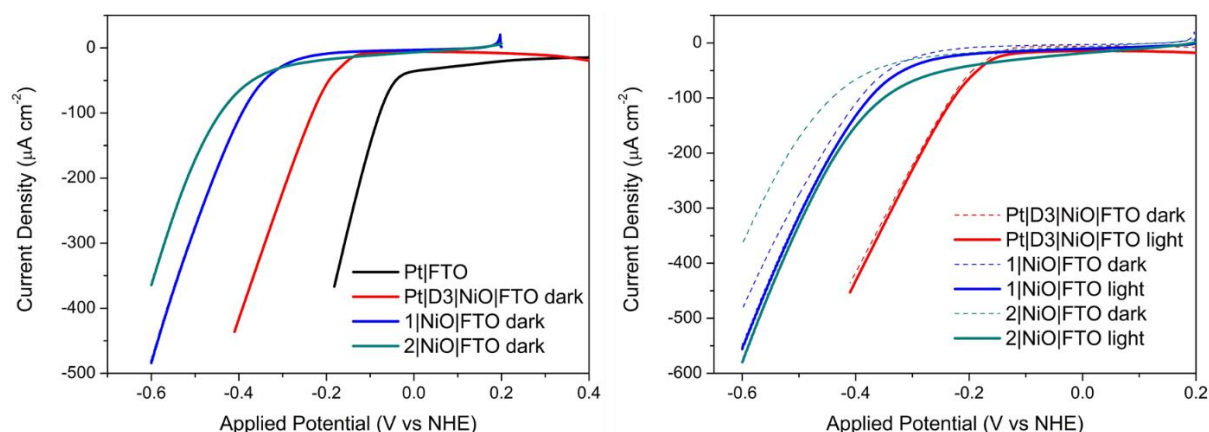 0
-100
-200
-300
-400
-500
Current Density (μA cm-2)
-0.6
-0.4
-0.2
0.0
0.2
0.4
Applied Potential (V vs NHE)
Pt|FTO
Pt|D3|NiO|FTO dark
1|NiO|FTO dark
2|NiO|FTO dark
0
-100
-200
-300
-400
-500
-600
Current Density (μA cm-2)
-0.6
-0.4
-0.2
0.0
0.2
Applied Potential (V vs NHE)
Pt|D3|NiO|FTO dark
Pt|D3|NiO|FTO light
1|NiO|FTO dark
1|NiO|FTO light
2|NiO|FTO dark
2|NiO|FTO light